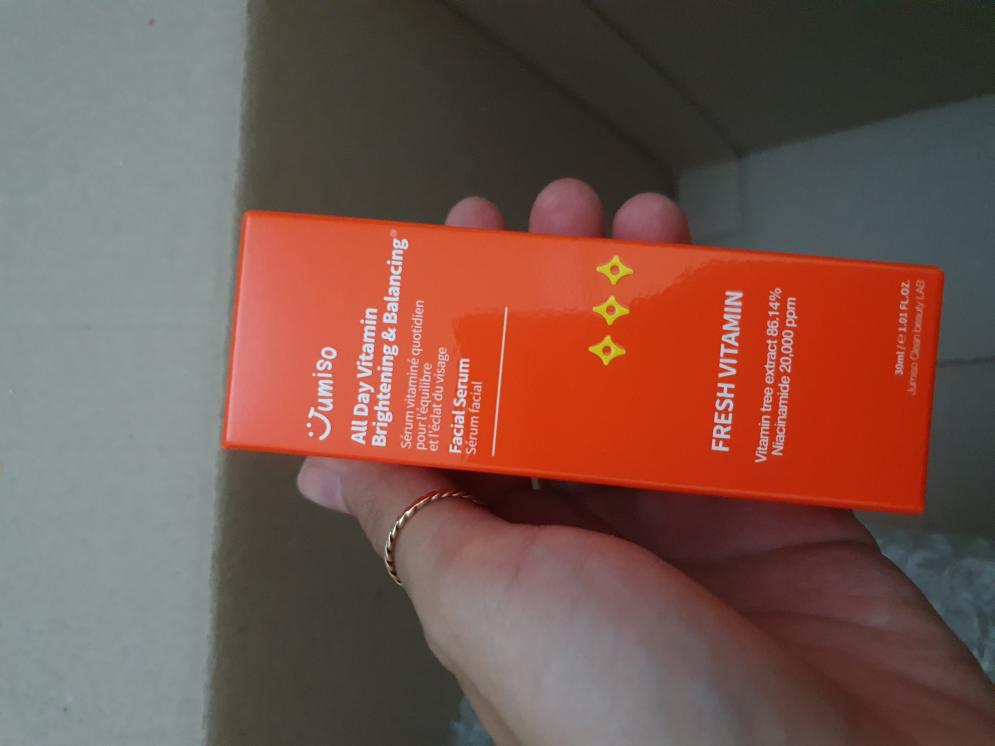 Jumiso
All Day Vitamin
Brightening & Balancing®
Sérum vitaminé quotidien
pour l'équilibre
et l'éclat du visage
Facial Serum
Sérum facial
FRESH VITAMIN
Vitamin tree extract 86.14%
Niacinamide 20,000 ppm
30ml / ℮ 1.01 FL.OZ.
Jumiso Clean beauty LAB